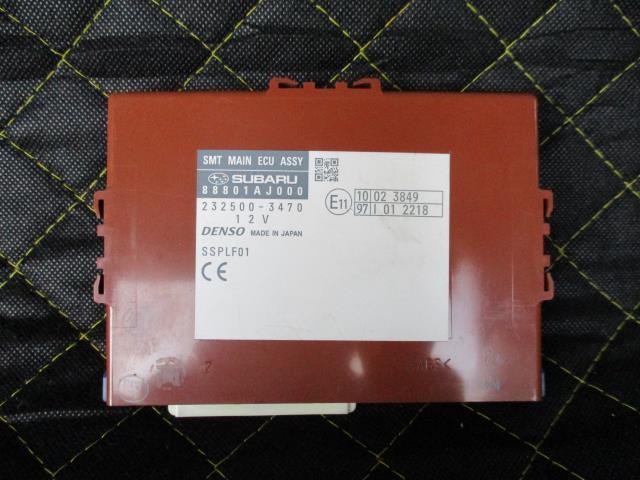 SMT MAIN ECU ASSY
SUBARU
88801AJ000
232500-3470
12V
DENSO MADE IN JAPAN
SSPLF01
CE
E11
10 02 3849
97 I 01 2218